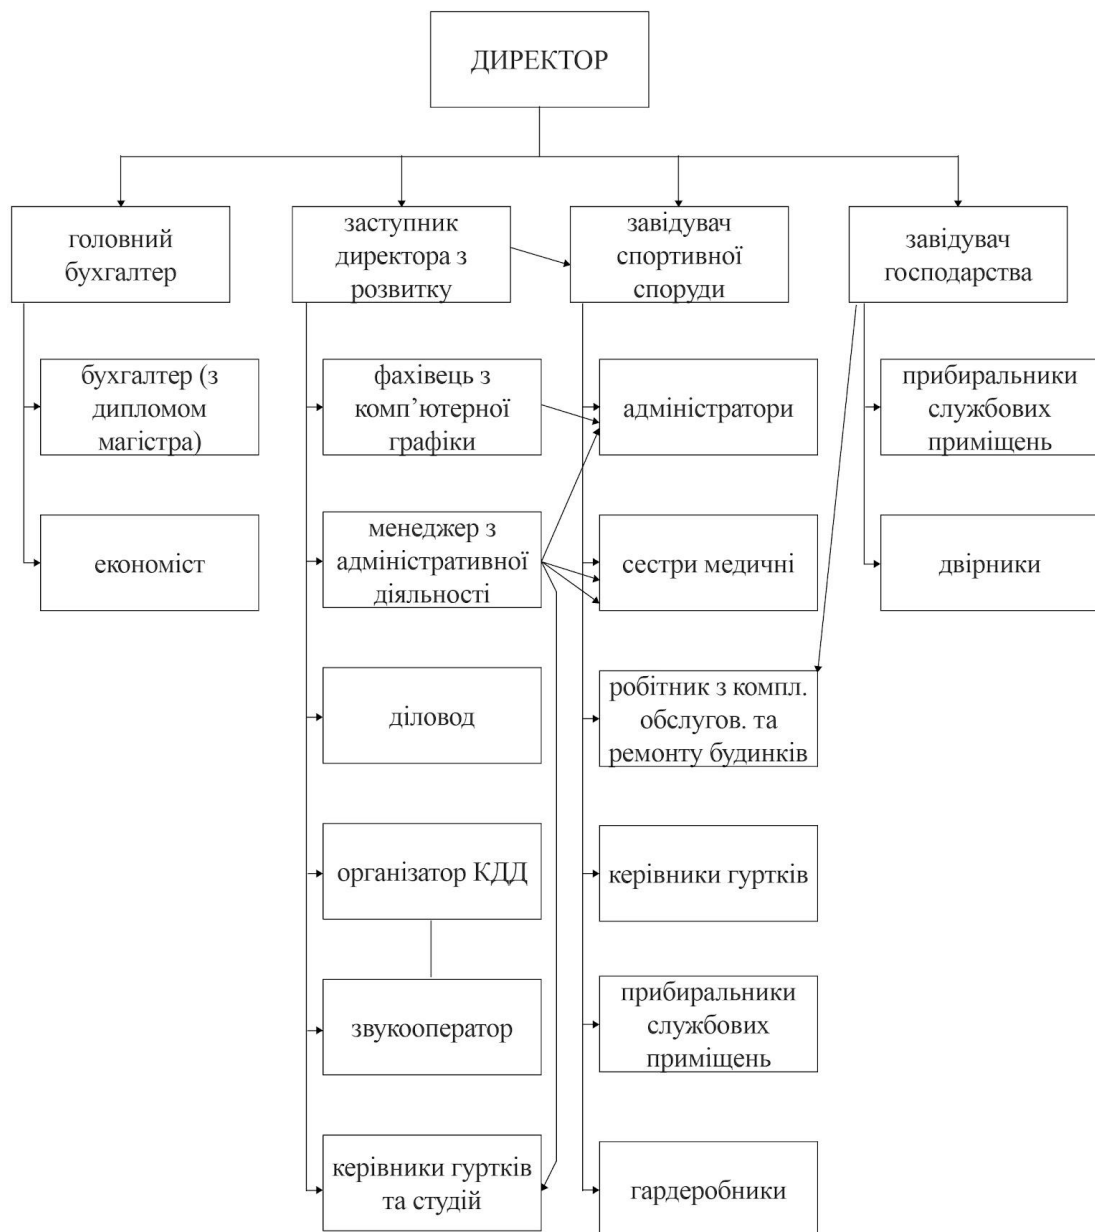 ДИРЕКТОР
головний
бухгалтер
бухгалтер (з
дипломом
магістра)
економіст
заступник
директора з
розвитку
фахівець з
комп’ютерної
графіки
менеджер з
адміністративної
діяльності
діловод
організатор КДД
звукооператор
керівники гуртків
та студій
завідувач
спортивної
споруди
адміністратори
сестри медичні
робітник з компл.
обслугов. та
ремонту будинків
керівники гуртків
прибиральники
службових
приміщень
гардеробники
завідувач
господарства
прибиральники
службових
приміщень
двірники